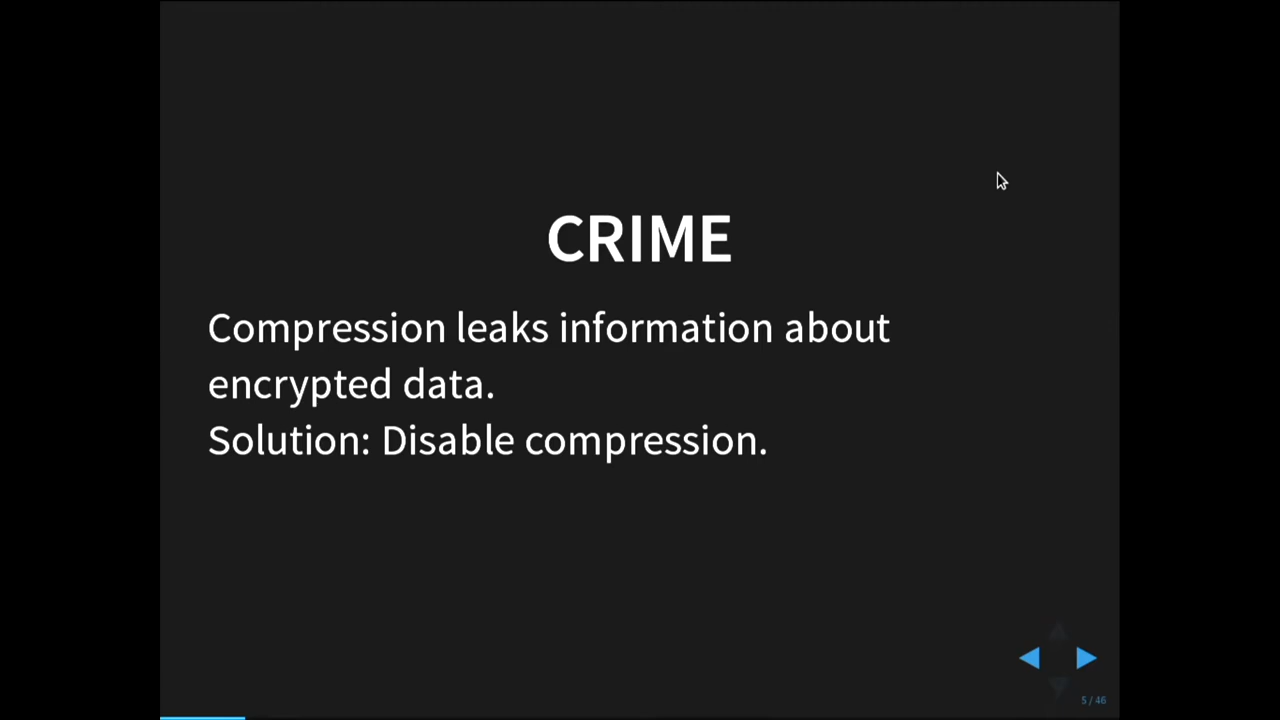 CRIME
Compression leaks information about
encrypted data.
Solution: Disable compression.
5 / 46